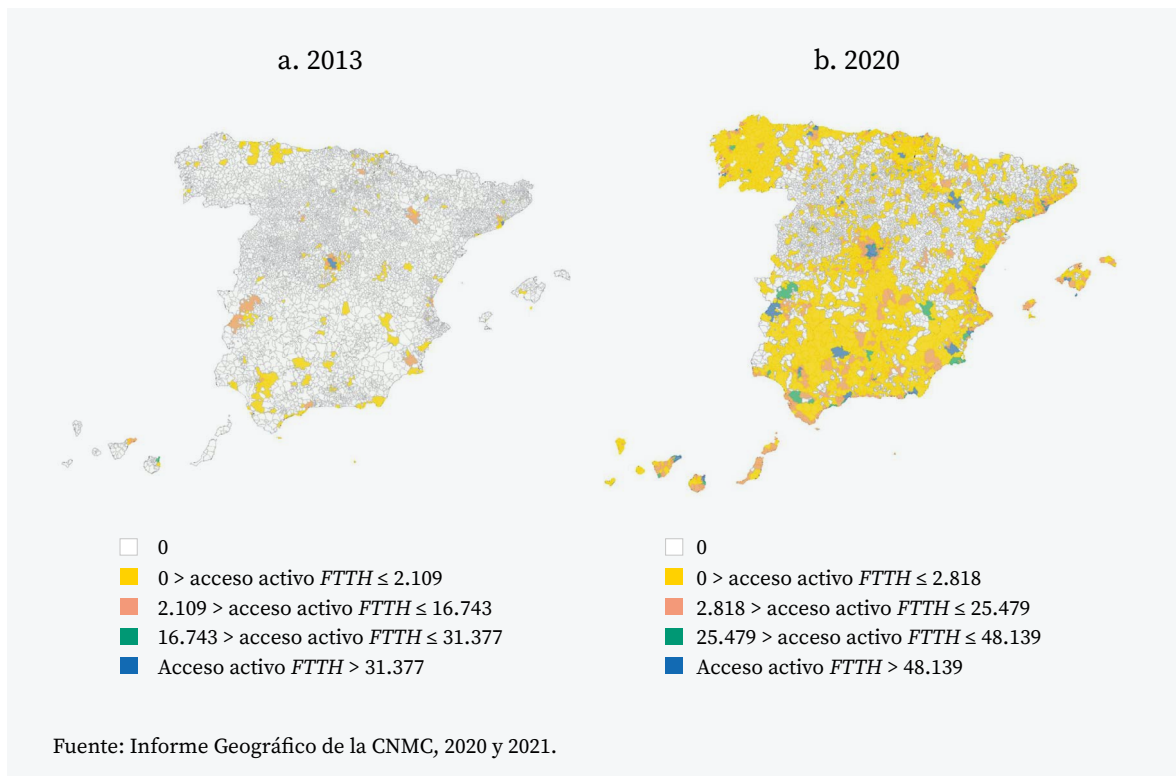 a. 2013
b. 2020
0
0 > acceso activo FTTH ≤ 2.109
2.109 > acceso activo FTTH ≤ 16.743
16.743 > acceso activo FTTH ≤ 31.377
Acceso activo FTTH > 31.377
0
0 > acceso activo FTTH ≤ 2.818
2.818 > acceso activo FTTH ≤ 25.479
25.479 > acceso activo FTTH ≤ 48.139
Acceso activo FTTH > 48.139
Fuente: Informe Geográfico de la CNMC, 2020 y 2021.